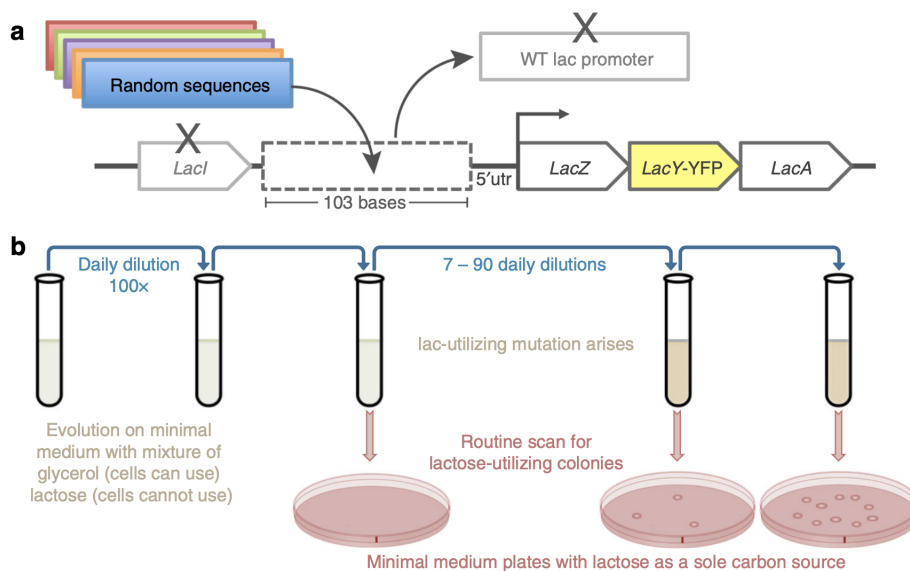 a
Random sequences
WT lac promoter
X
X
LacI
103 bases
5′utr
LacZ
LacY-YFP
LacA
b
Daily dilution
100×
7 – 90 daily dilutions
lac-utilizing mutation arises
Evolution on minimal
medium with mixture of
glycerol (cells can use)
lactose (cells cannot use)
Routine scan for
lactose-utilizing colonies
Minimal medium plates with lactose as a sole carbon source